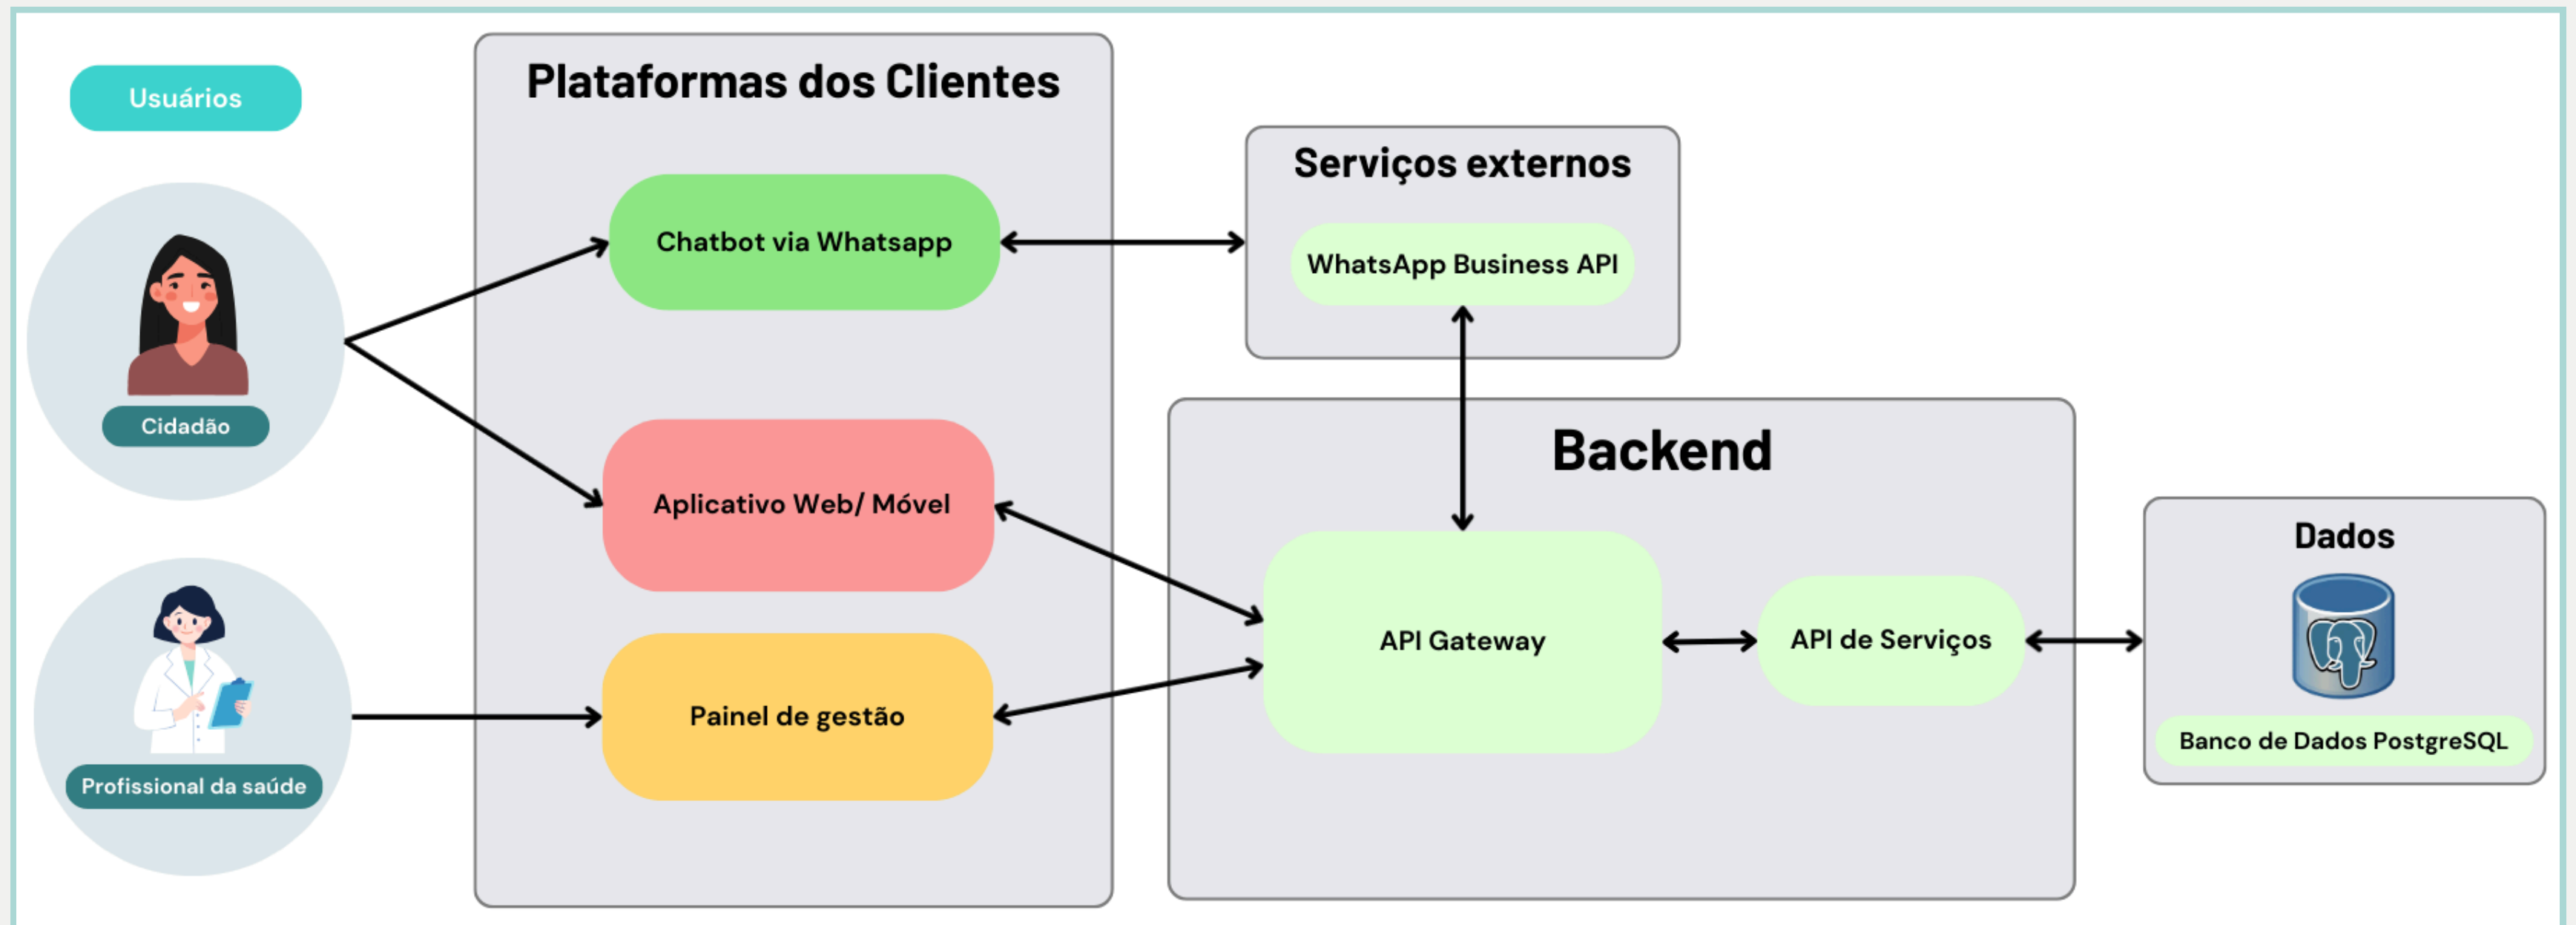 Usuários
Cidadão
Profissional da saúde
Plataformas dos Clientes
Chatbot via Whatsapp
Aplicativo Web/ Móvel
Painel de gestão
Serviços externos
WhatsApp Business API
Backend
API Gateway
API de Serviços
Dados
Banco de Dados PostgreSQL